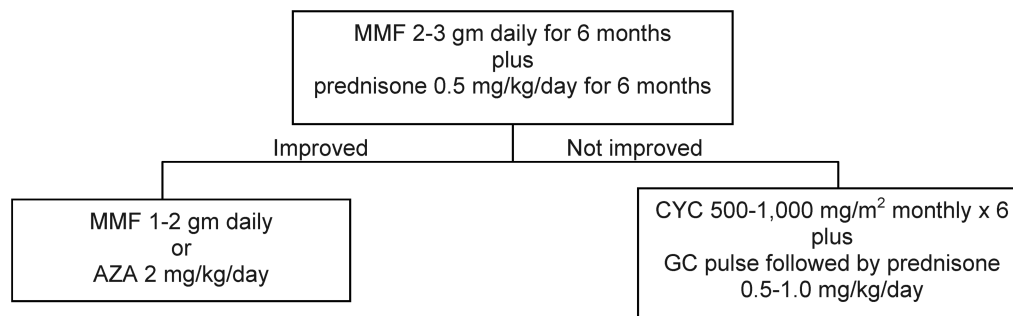 MMF 2-3 gm daily for 6 months
plus
prednisone 0.5 mg/kg/day for 6 months
Improved
Not improved
MMF 1-2 gm daily
or
AZA 2 mg/kg/day
CYC 500-1,000 mg/m² monthly x 6
plus
GC pulse followed by prednisone
0.5-1.0 mg/kg/day